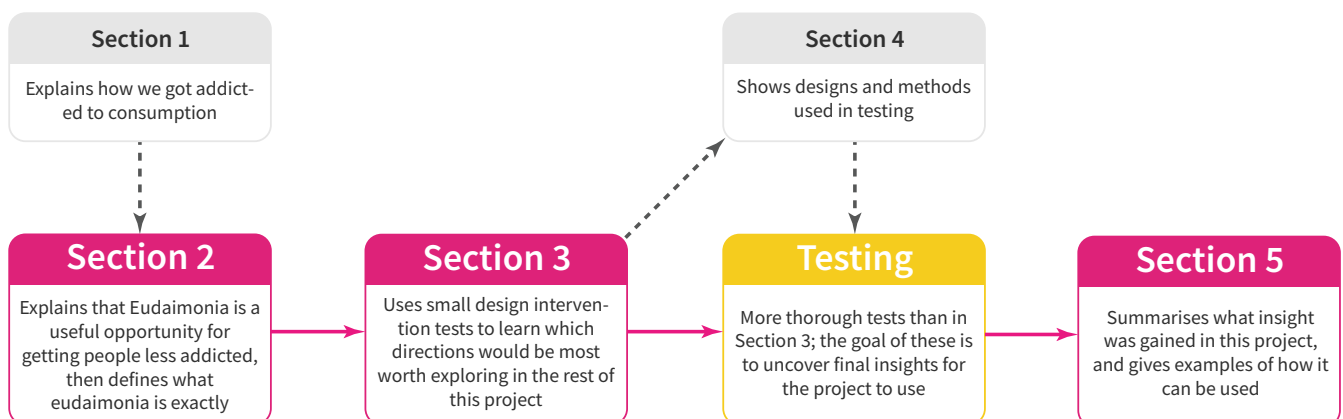 Section 1
Explains how we got addict-
ed to consumption
Section 4
Shows designs and methods
used in testing
Section 2
Explains that Eudaimonia is a
useful opportunity for
getting people less addicted,
then defines what
eudaimonia is exactly
Section 3
Uses small design interven-
tion tests to learn which
directions would be most
worth exploring in the rest of
this project
Testing
More thorough tests than in
Section 3; the goal of these is
to uncover final insights for
the project to use
Section 5
Summarises what insight
was gained in this project,
and gives examples of how it
can be used